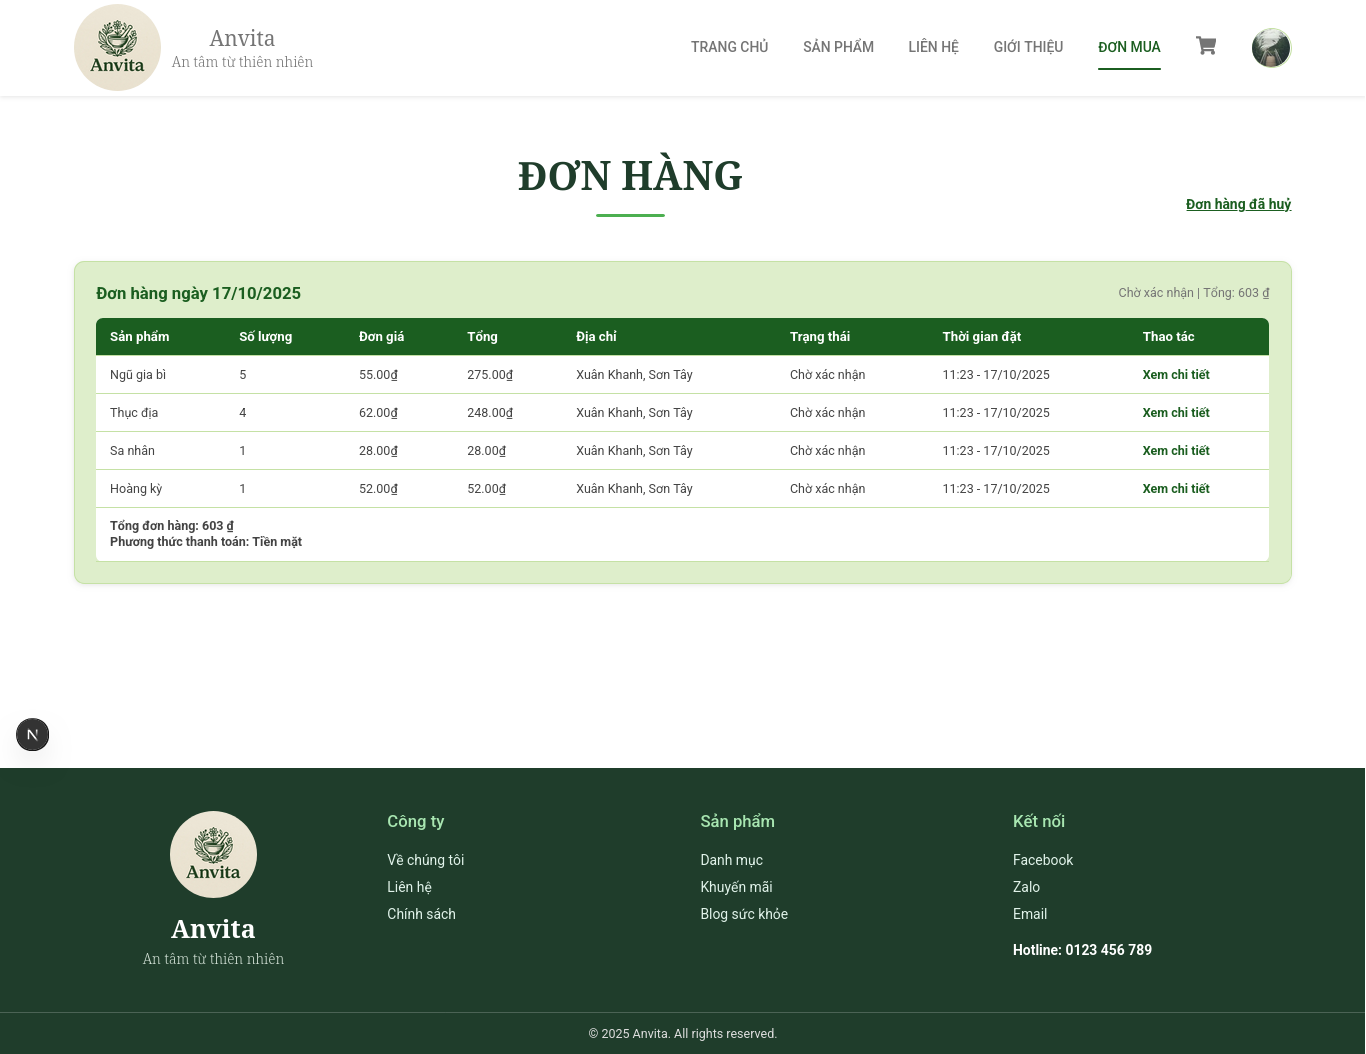 Anvita
Anvita
An tâm từ thiên nhiên
TRANG CHỦ SẢN PHẨM LIÊN HỆ GIỚI THIỆU ĐƠN MUA
ĐƠN HÀNG
Đơn hàng đã huỷ
Đơn hàng ngày 17/10/2025 Chờ xác nhận | Tổng: 603 ₫
Sản phẩm Số lượng Đơn giá Tổng Địa chỉ Trạng thái Thời gian đặt Thao tác
Ngũ gia bì 5 55.00₫ 275.00₫ Xuân Khanh, Sơn Tây Chờ xác nhận 11:23 - 17/10/2025 Xem chi tiết
Thục địa 4 62.00₫ 248.00₫ Xuân Khanh, Sơn Tây Chờ xác nhận 11:23 - 17/10/2025 Xem chi tiết
Sa nhân 1 28.00₫ 28.00₫ Xuân Khanh, Sơn Tây Chờ xác nhận 11:23 - 17/10/2025 Xem chi tiết
Hoàng kỳ 1 52.00₫ 52.00₫ Xuân Khanh, Sơn Tây Chờ xác nhận 11:23 - 17/10/2025 Xem chi tiết
Tổng đơn hàng: 603 ₫
Phương thức thanh toán: Tiền mặt
N
Anvita
Anvita
An tâm từ thiên nhiên
Công ty
Về chúng tôi
Liên hệ
Chính sách
Sản phẩm
Danh mục
Khuyến mãi
Blog sức khỏe
Kết nối
Facebook
Zalo
Email
Hotline: 0123 456 789
© 2025 Anvita. All rights reserved.